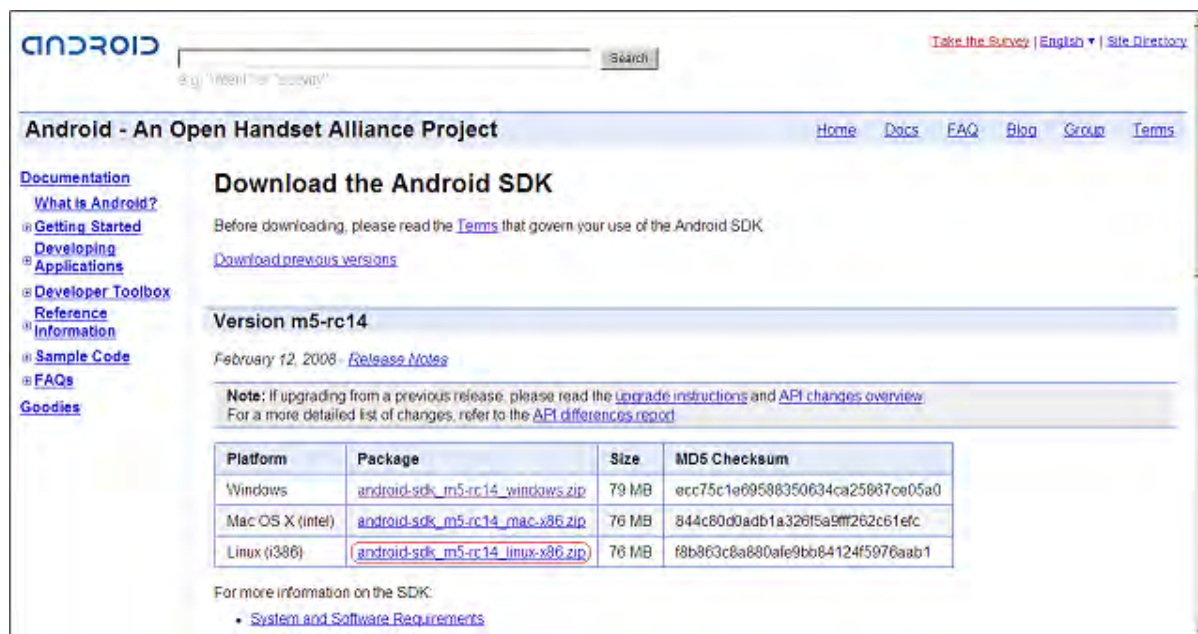 ANDROID
Search
Take the Survey | English ▾ | Site Directory
e.g. "intent" or "activity"
Android - An Open Handset Alliance Project
Home Docs FAQ Blog Group Terms
Documentation
What is Android?
Getting Started
Developing
Applications
Developer Toolbox
Reference
Information
Sample Code
FAQs
Goodies
Download the Android SDK
Before downloading, please read the Terms that govern your use of the Android SDK
Download previous versions
Version m5-rc14
February 12, 2008 - Release Notes
Note: If upgrading from a previous release, please read the upgrade instructions and API changes overview
For a more detailed list of changes, refer to the API differences report
Platform Package Size MD5 Checksum
Windows android-sdk_m5-rc14_windows.zip 79 MB ecc75c1e69588350634ca25867ce05a0
Mac OS X (intel) android-sdk_m5-rc14_mac-x86.zip 76 MB 844c80d0adb1a326f5a9fff262c61efc
Linux (i386) android-sdk_m5-rc14_linux-x86.zip 76 MB f8b863c8a880afe9bb84124f5976aab1
For more information on the SDK:
• System and Software Requirements